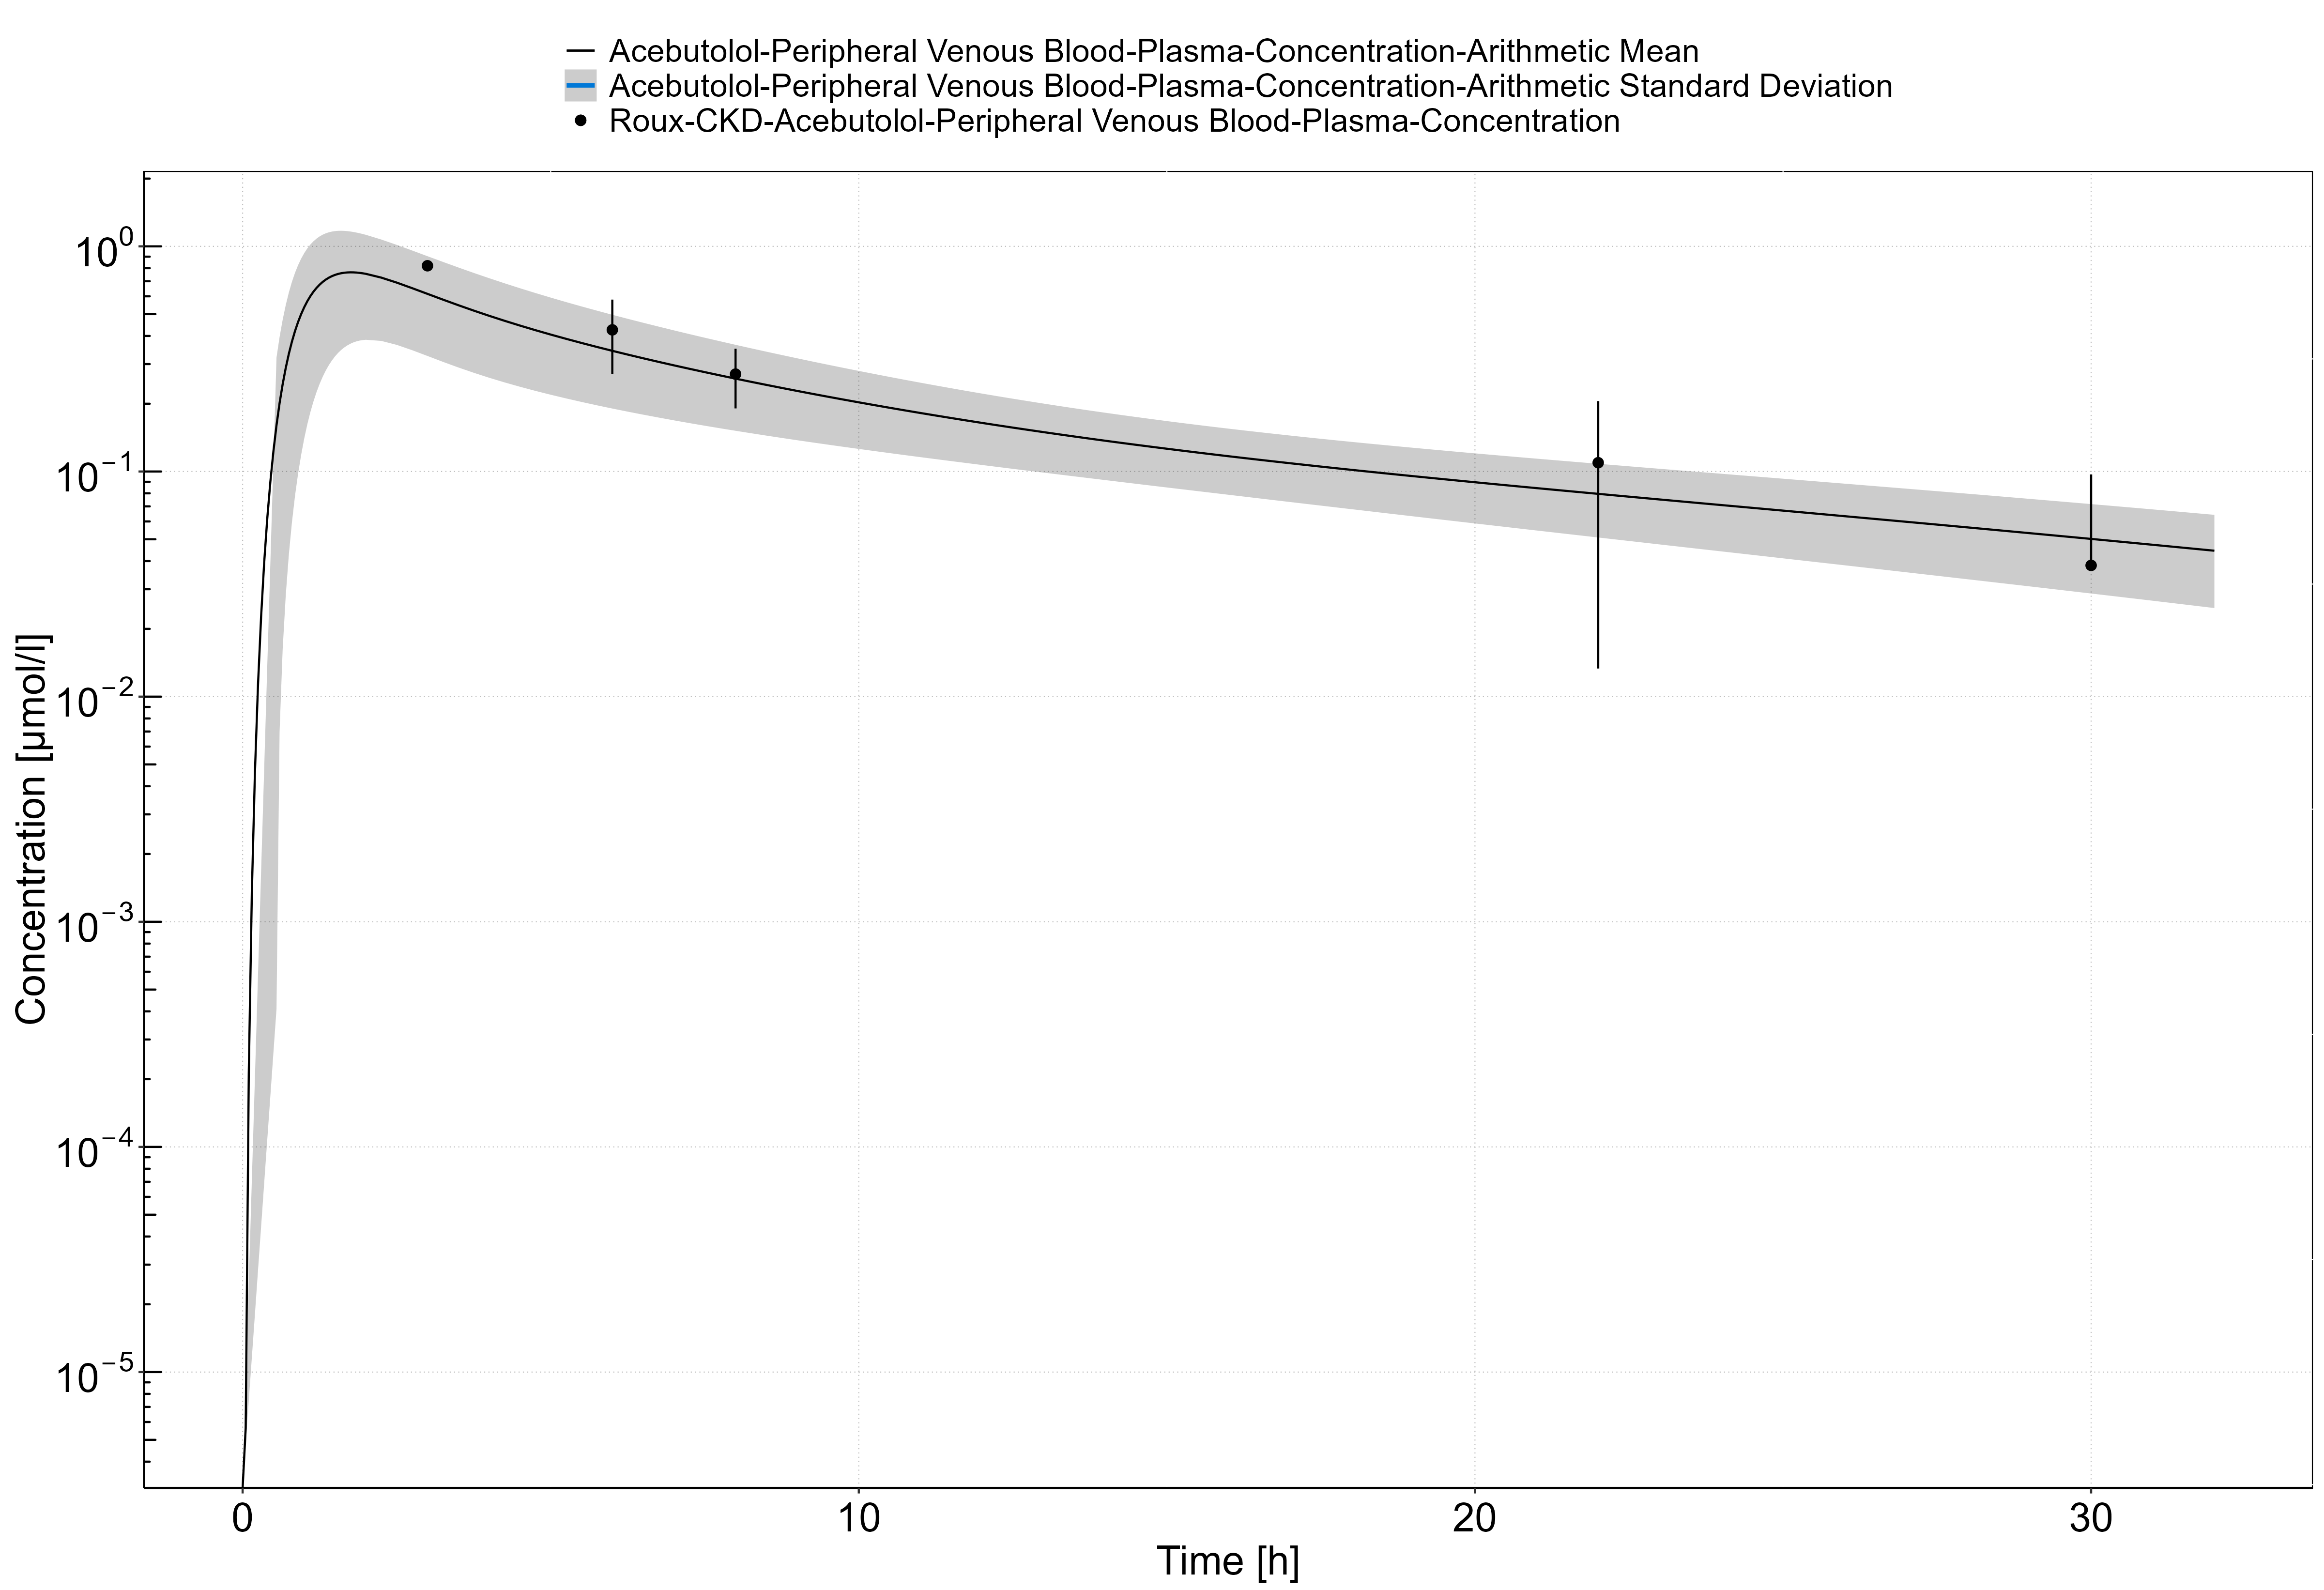 Acebutolol-Peripheral Venous Blood-Plasma-Concentration-Arithmetic Mean
Acebutolol-Peripheral Venous Blood-Plasma-Concentration-Arithmetic Standard Deviation
Roux-CKD-Acebutolol-Peripheral Venous Blood-Plasma-Concentration
Concentration [µmol/l]
10⁰
10⁻¹
10⁻²
10⁻³
10⁻⁴
10⁻⁵
0 10 20 30
Time [h]